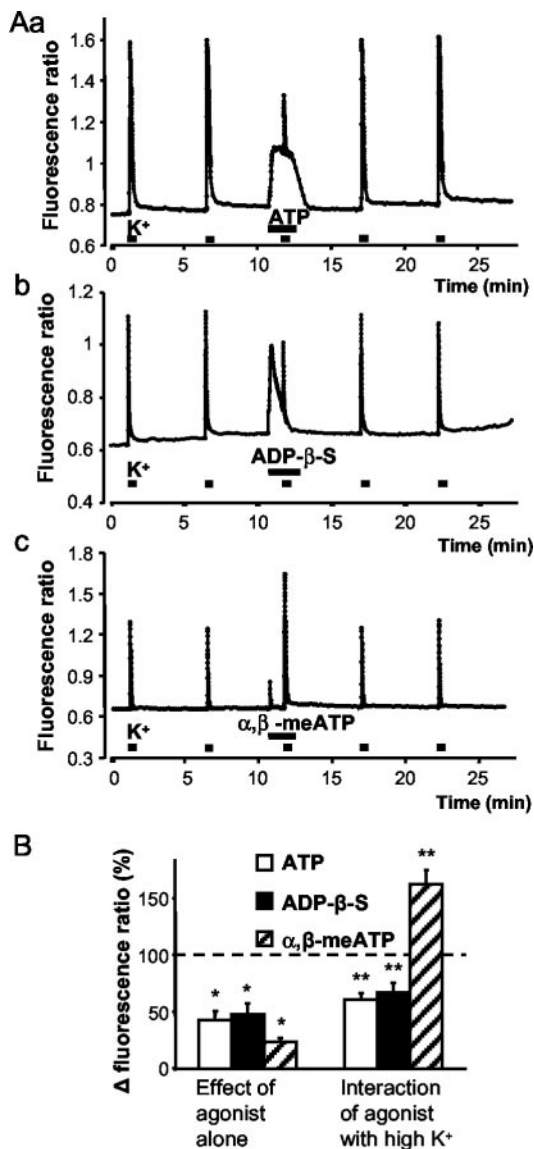 Aa
Fluorescence ratio
1.6
1.4
1.2
1
0.8
0.6
ATP
K+
0 5 10 15 20 25
Time (min)
b
Fluorescence ratio
1.2
1.0
0.8
0.6
0.4
ADP-β-S
K+
0 5 10 15 20 25
Time (min)
c
Fluorescence ratio
1.8
1.5
1.2
0.9
0.6
0.3
α,β -meATP
K+
0 5 10 15 20 25
Time (min)
B
Δ fluorescence ratio (%)
150
100
50
0
ATP
ADP-β-S
α,β-meATP
**
* * * ** **
Effect of
agonist
alone
Interaction
of agonist
with high K+